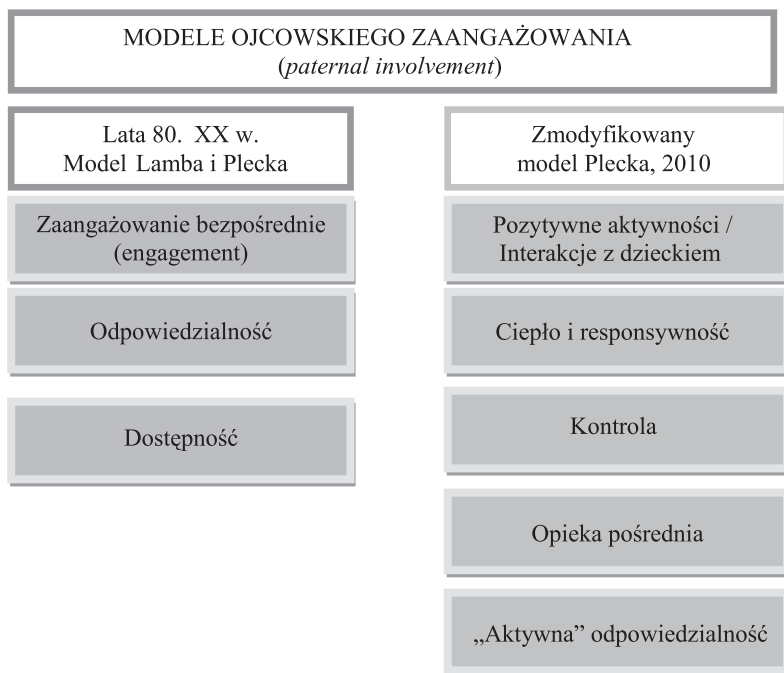 MODELE OJCOWSKIEGO ZAANGAŻOWANIA
(paternal involvement)
Lata 80. XX w.
Model Lamba i Plecka
Zaangażowanie bezpośrednie
(engagement)
Odpowiedzialność
Dostępność
Zmodyfikowany
model Plecka, 2010
Pozytywne aktywności /
Interakcje z dzieckiem
Ciepło i responsywność
Kontrola
Opieka pośrednia
„Aktywna” odpowiedzialność